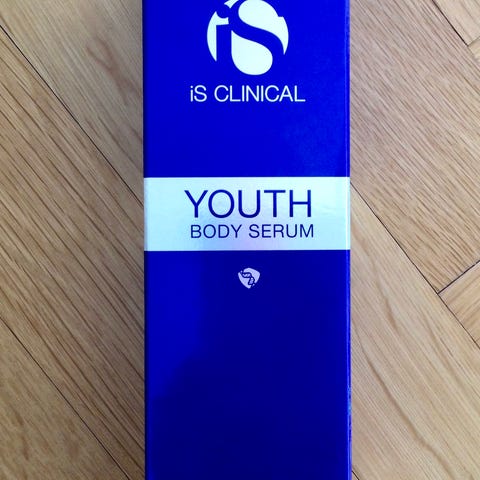 iS
iS CLINICAL
YOUTH
BODY SERUM